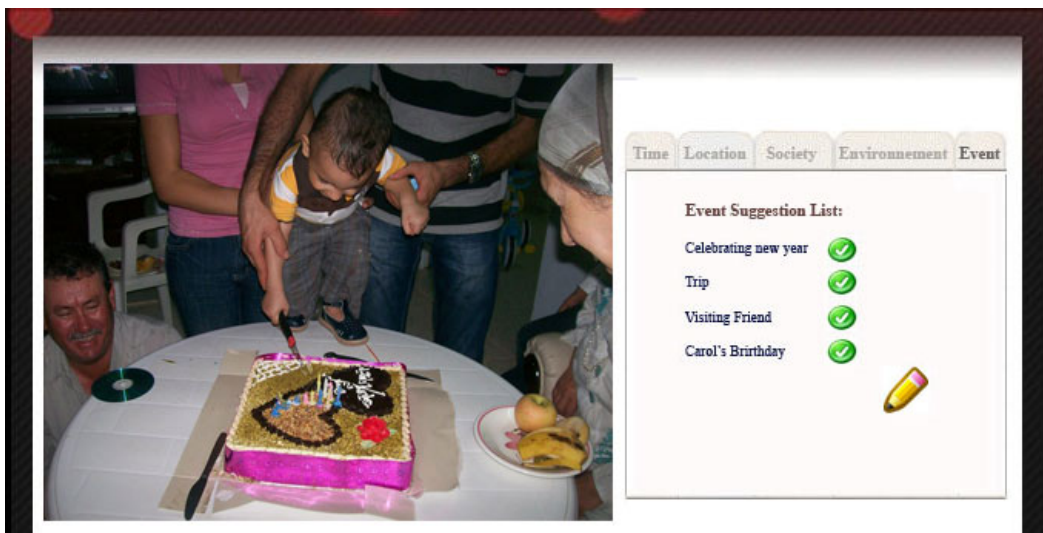 Time Location Society Environnement Event
Event Suggestion List:
Celebrating new year
Trip
Visiting Friend
Carol's Brirthday